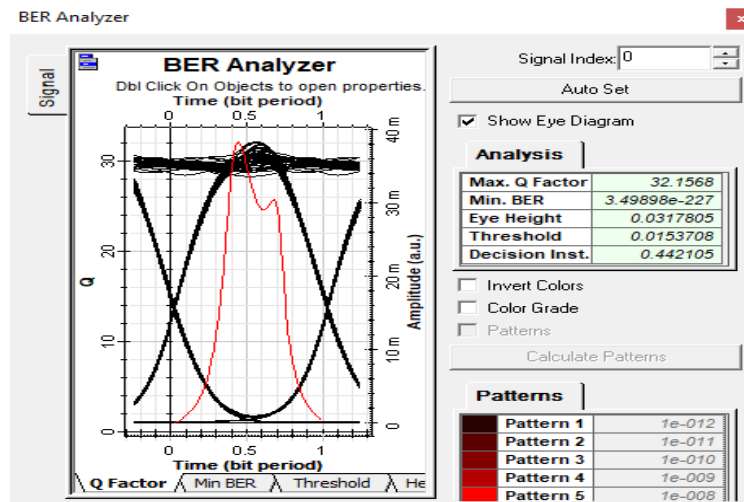 BER Analyzer
Signal Index: 0
Auto Set
Show Eye Diagram
Analysis
Max. Q Factor 32.1568
Min. BER 3.49898e-227
Eye Height 0.0317805
Threshold 0.0153708
Decision Inst. 0.442105
Invert Colors
Color Grade
Patterns
Calculate Patterns
Patterns
Pattern 1 1e-012
Pattern 2 1e-011
Pattern 3 1e-010
Pattern 4 1e-009
Pattern 5 1e-008
Signal
BER Analyzer
Dbl Click On Objects to open properties.
Time (bit period)
0 0.5 1
30
20
10
0
Q
40 m
30 m
20 m
10 m
0
Amplitude (a.u.)
0 0.5 1
Time (bit period)
Q Factor Min BER Threshold He